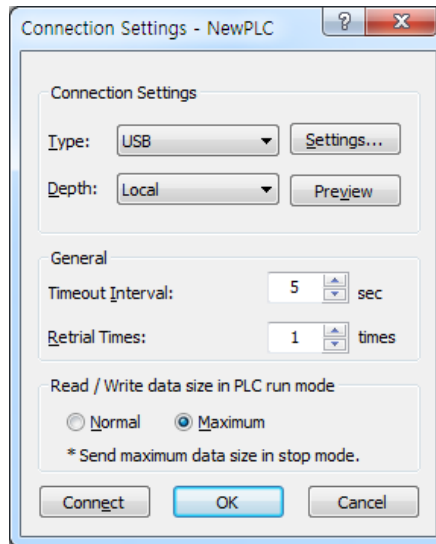 Connection Settings - NewPLC
Connection Settings
Type: USB Settings...
Depth: Local Preview
General
Timeout Interval: 5 sec
Retrial Times: 1 times
Read / Write data size in PLC run mode
Normal Maximum
* Send maximum data size in stop mode.
Connect OK Cancel